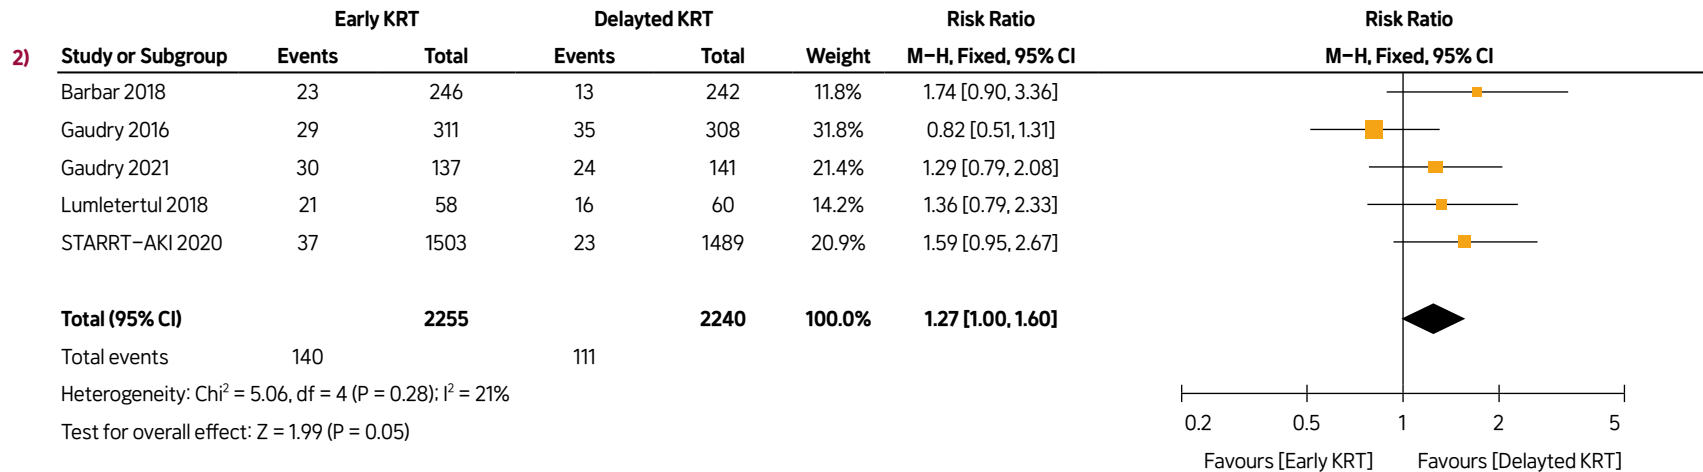 Early KRT Delayted KRT Risk Ratio Risk Ratio
2) Study or Subgroup Events Total Events Total Weight M–H, Fixed, 95% CI M–H, Fixed, 95% CI
Barbar 2018 23 246 13 242 11.8% 1.74 [0.90, 3.36]
Gaudry 2016 29 311 35 308 31.8% 0.82 [0.51, 1.31]
Gaudry 2021 30 137 24 141 21.4% 1.29 [0.79, 2.08]
Lumletertul 2018 21 58 16 60 14.2% 1.36 [0.79, 2.33]
STARRT–AKI 2020 37 1503 23 1489 20.9% 1.59 [0.95, 2.67]
Total (95% CI) 2255 2240 100.0% 1.27 [1.00, 1.60]
Total events 140 111
Heterogeneity: Chi² = 5.06, df = 4 (P = 0.28); I² = 21%
Test for overall effect: Z = 1.99 (P = 0.05)
0.2 0.5 1 2 5
Favours [Early KRT] Favours [Delayted KRT]